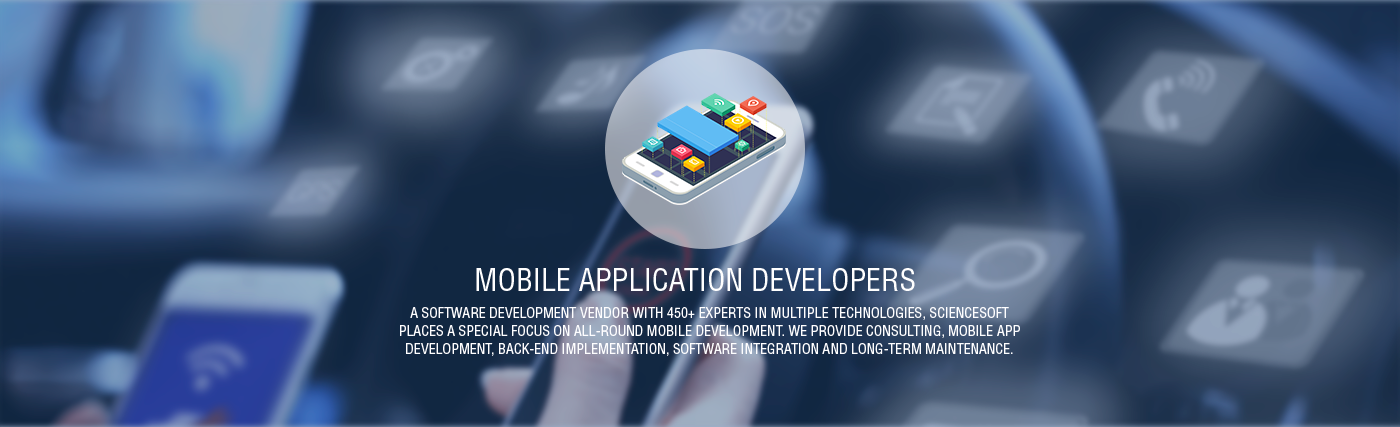 SOS
MOBILE APPLICATION DEVELOPERS
A SOFTWARE DEVELOPMENT VENDOR WITH 450+ EXPERTS IN MULTIPLE TECHNOLOGIES, SCIENCESOFT
PLACES A SPECIAL FOCUS ON ALL-ROUND MOBILE DEVELOPMENT. WE PROVIDE CONSULTING, MOBILE APP
DEVELOPMENT, BACK-END IMPLEMENTATION, SOFTWARE INTEGRATION AND LONG-TERM MAINTENANCE.